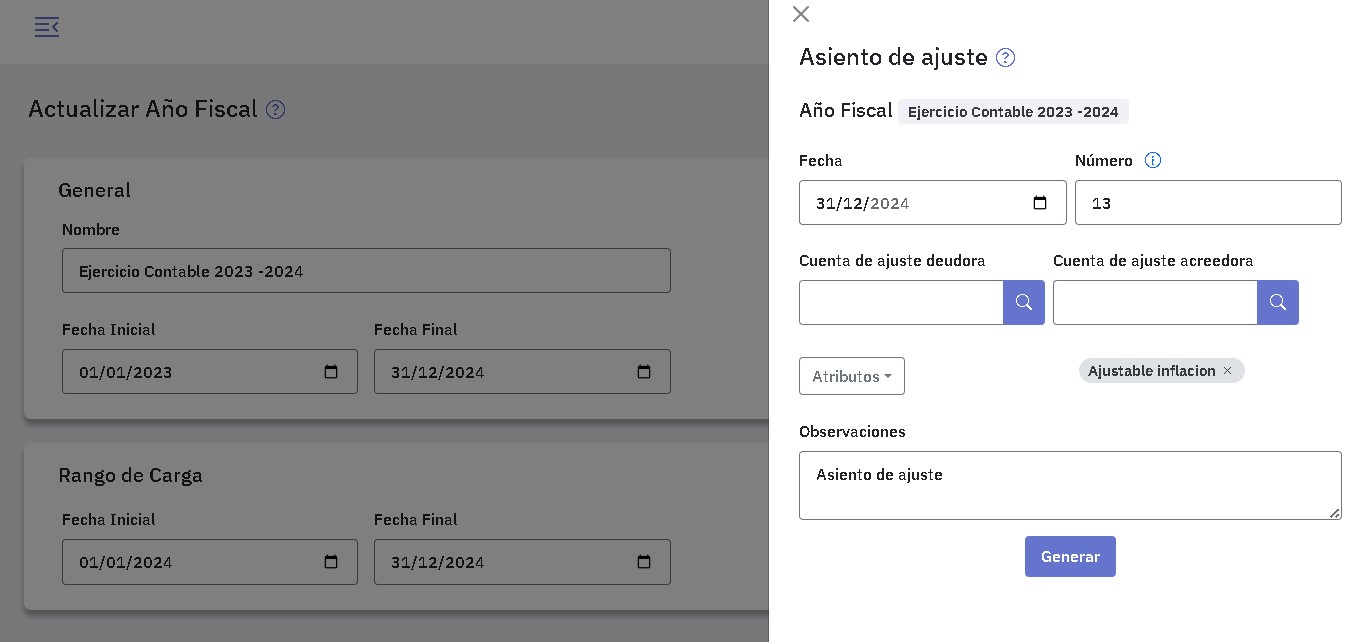 Actualizar Año Fiscal
General
Nombre
Ejercicio Contable 2023 -2024
Fecha Inicial Fecha Final
01/01/2023 31/12/2024
Rango de Carga
Fecha Inicial Fecha Final
01/01/2024 31/12/2024
Asiento de ajuste
Año Fiscal Ejercicio Contable 2023 -2024
Fecha Número
31/12/2024 13
Cuenta de ajuste deudora Cuenta de ajuste acreedora
Atributos Ajustable inflacion
Observaciones
Asiento de ajuste
Generar